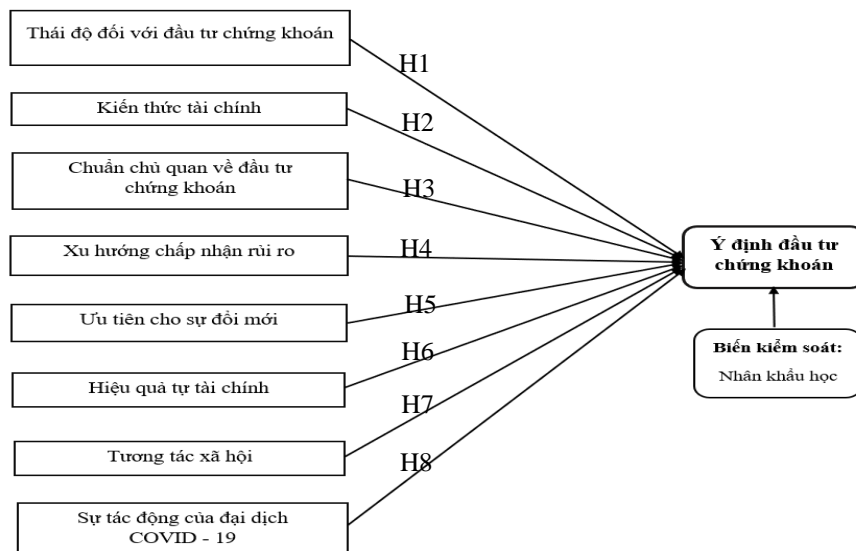 Thái độ đối với đầu tư chứng khoán
H1
Kiến thức tài chính
H2
Chuẩn chủ quan về đầu tư
chứng khoán
H3
Xu hướng chấp nhận rủi ro
H4
Ưu tiên cho sự đổi mới
H5
Hiệu quả tự tài chính
H6
Tương tác xã hội
H7
Sự tác động của đại dịch
COVID - 19
H8
Ý định đầu tư
chứng khoán
Biến kiểm soát:
Nhân khẩu học